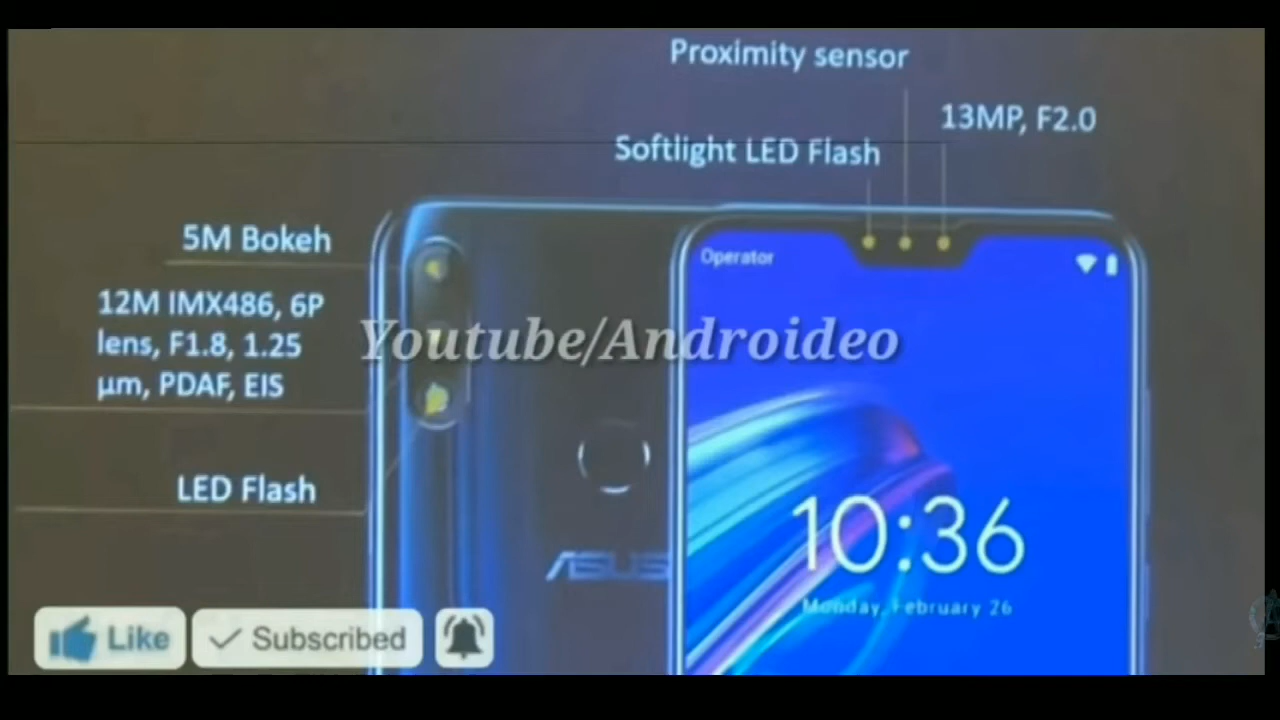 Proximity sensor
13MP, F2.0
Softlight LED Flash
5M Bokeh
Operator
12M IMX486, 6P
lens, F1.8, 1.25
µm, PDAF, EIS
Youtube/Androideo
LED Flash
10:36
ASUS
Monday, February 26
Like
Subscribed